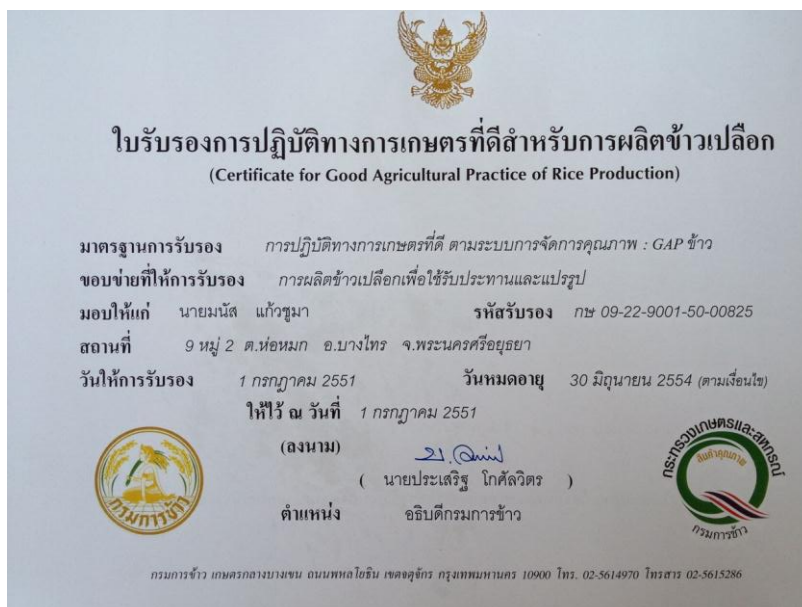 ใบรับรองการปฏิบัติทางการเกษตรที่ดีสำหรับการผลิตข้าวเปลือก
(Certificate for Good Agricultural Practice of Rice Production)
มาตรฐานการรับรอง การปฏิบัติทางการเกษตรที่ดี ตามระบบการจัดการคุณภาพ : GAP ข้าว
ขอบข่ายที่ให้การรับรอง การผลิตข้าวเปลือกเพื่อใช้รับประทานและแปรรูป
มอบให้แก่ นายมนัส แก้วชูมา รหัสรับรอง กษ 09-22-9001-50-00825
สถานที่ 9 หมู่ 2 ต.ห่อหมก อ.บางไทร จ.พระนครศรีอยุธยา
วันให้การรับรอง 1 กรกฎาคม 2551 วันหมดอายุ 30 มิถุนายน 2554 (ตามเงื่อนไข)
ให้ไว้ ณ วันที่ 1 กรกฎาคม 2551
(ลงนาม)
( นายประเสริฐ โกศัลวิตร )
ตำแหน่ง อธิบดีกรมการข้าว
กรมการข้าว
กระทรวงเกษตรและสหกรณ์
สินค้าคุณภาพ
กรมการข้าว
กรมการข้าว เกษตรกลางบางเขน ถนนพหลโยธิน เขตจตุจักร กรุงเทพมหานคร 10900 โทร. 02-5614970 โทรสาร 02-5615286